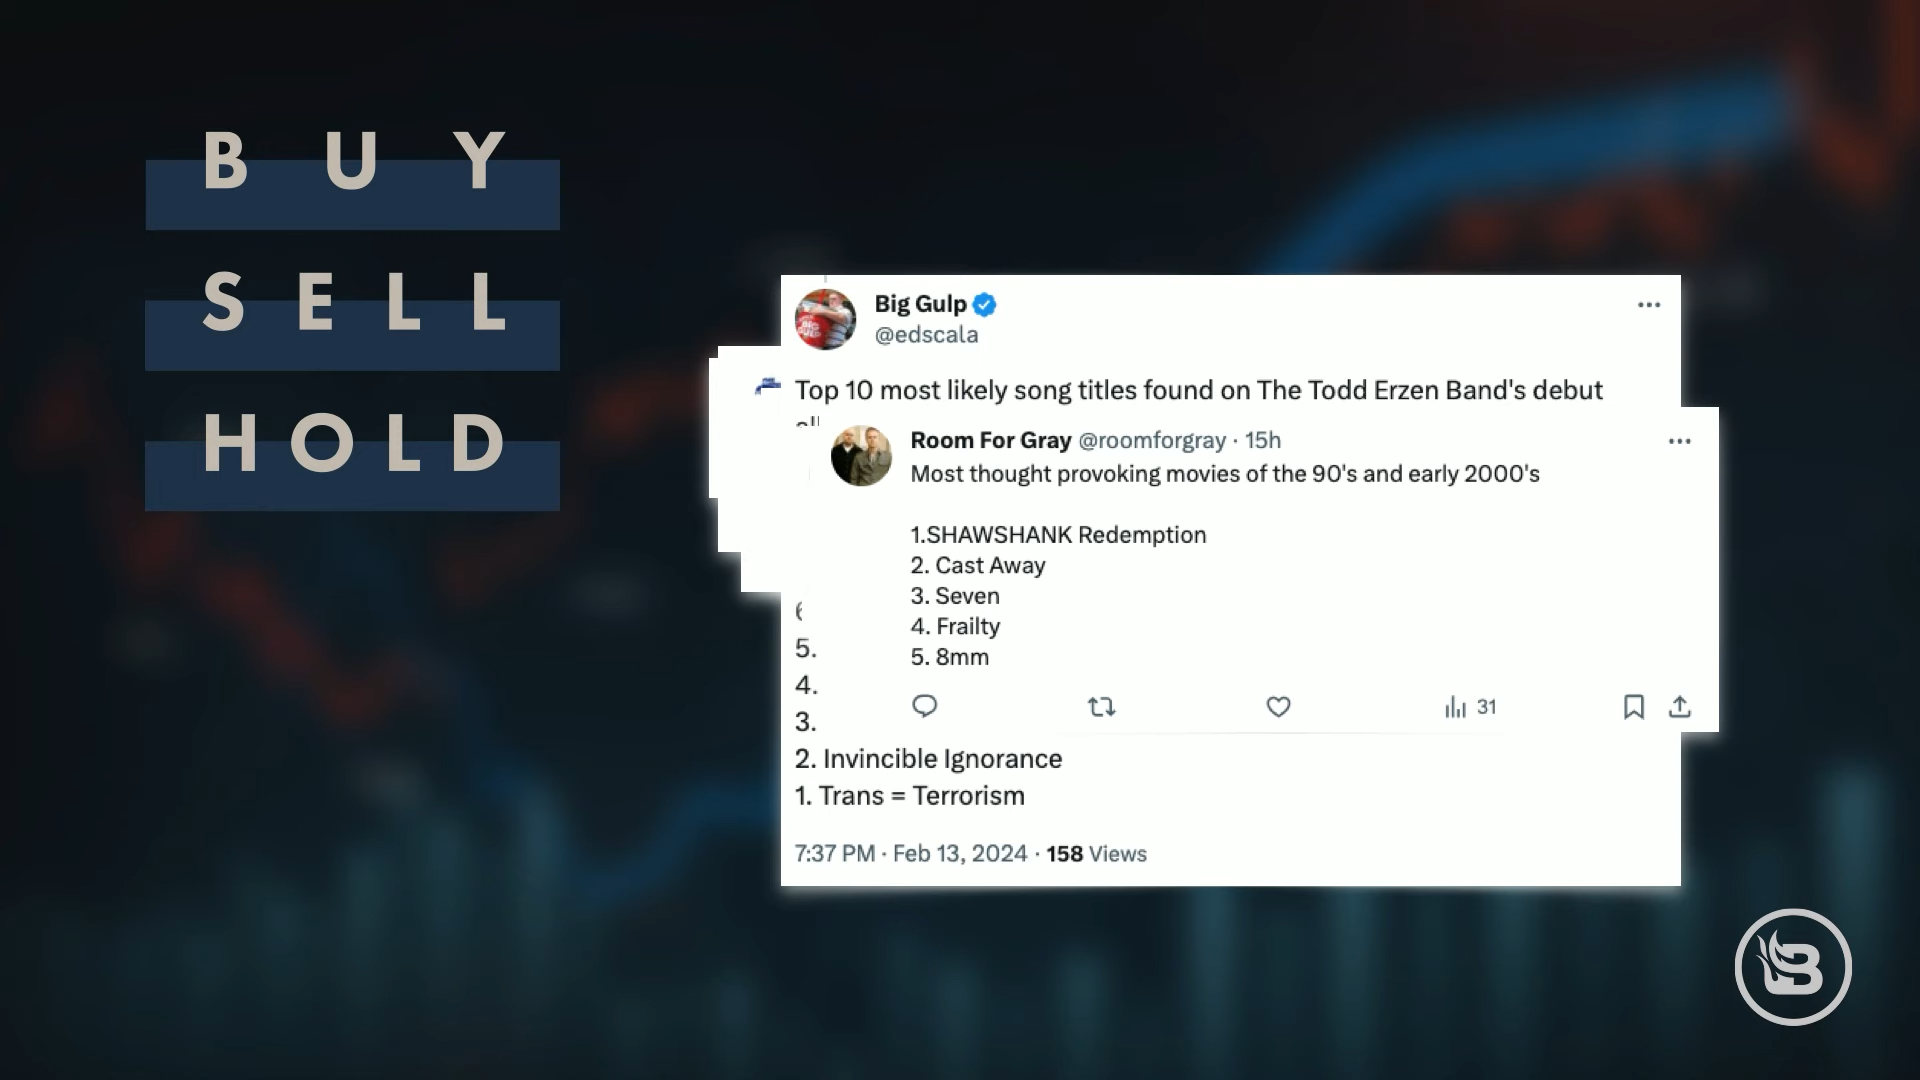 BUY
SELL
HOLD
Big Gulp
@edscala
Top 10 most likely song titles found on The Todd Erzen Band's debut
Room For Gray @roomforgray · 15h
Most thought provoking movies of the 90's and early 2000's
1.SHAWSHANK Redemption
2. Cast Away
3. Seven
4. Frailty
5. 8mm
31
5.
4.
3.
2. Invincible Ignorance
1. Trans = Terrorism
7:37 PM · Feb 13, 2024 · 158 Views
B